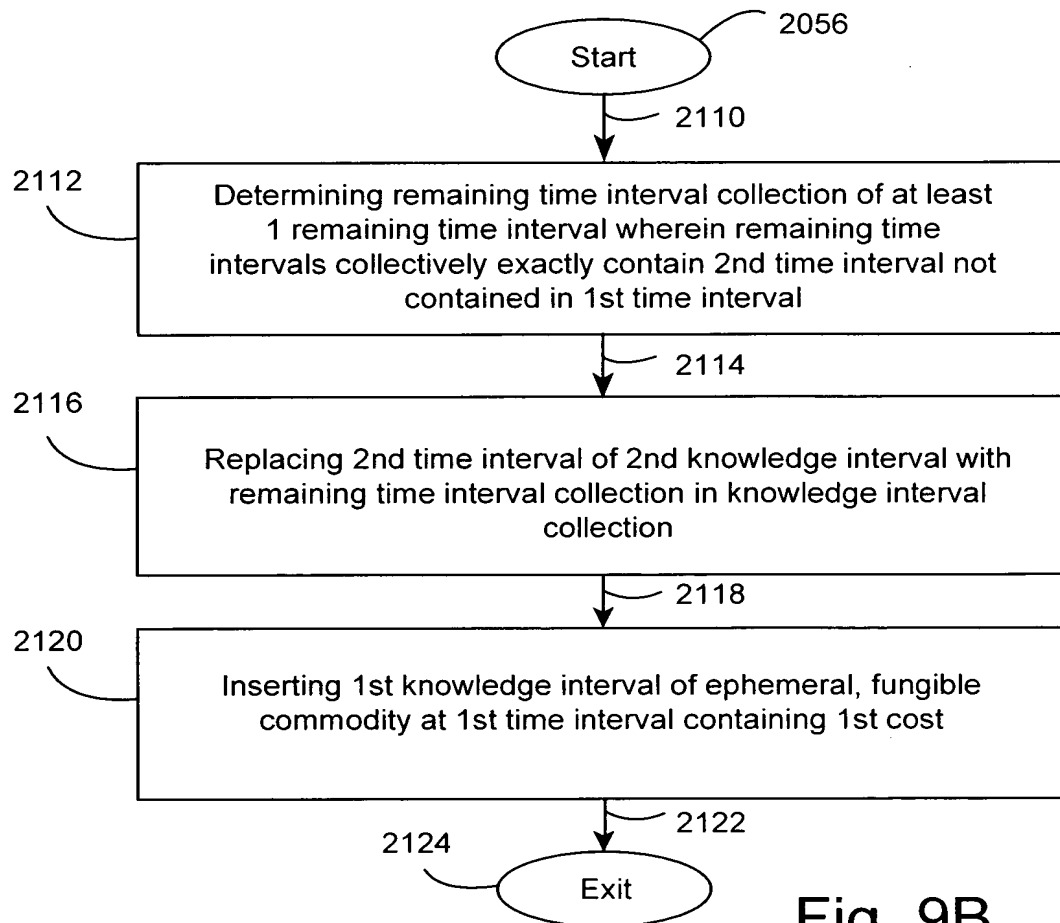 Start
2056
2110
2112
Determining remaining time interval collection of at least
1 remaining time interval wherein remaining time
intervals collectively exactly contain 2nd time interval not
contained in 1st time interval
2114
2116
Replacing 2nd time interval of 2nd knowledge interval with
remaining time interval collection in knowledge interval
collection
2118
2120
Inserting 1st knowledge interval of ephemeral, fungible
commodity at 1st time interval containing 1st cost
2122
2124
Exit
Fig. 9B